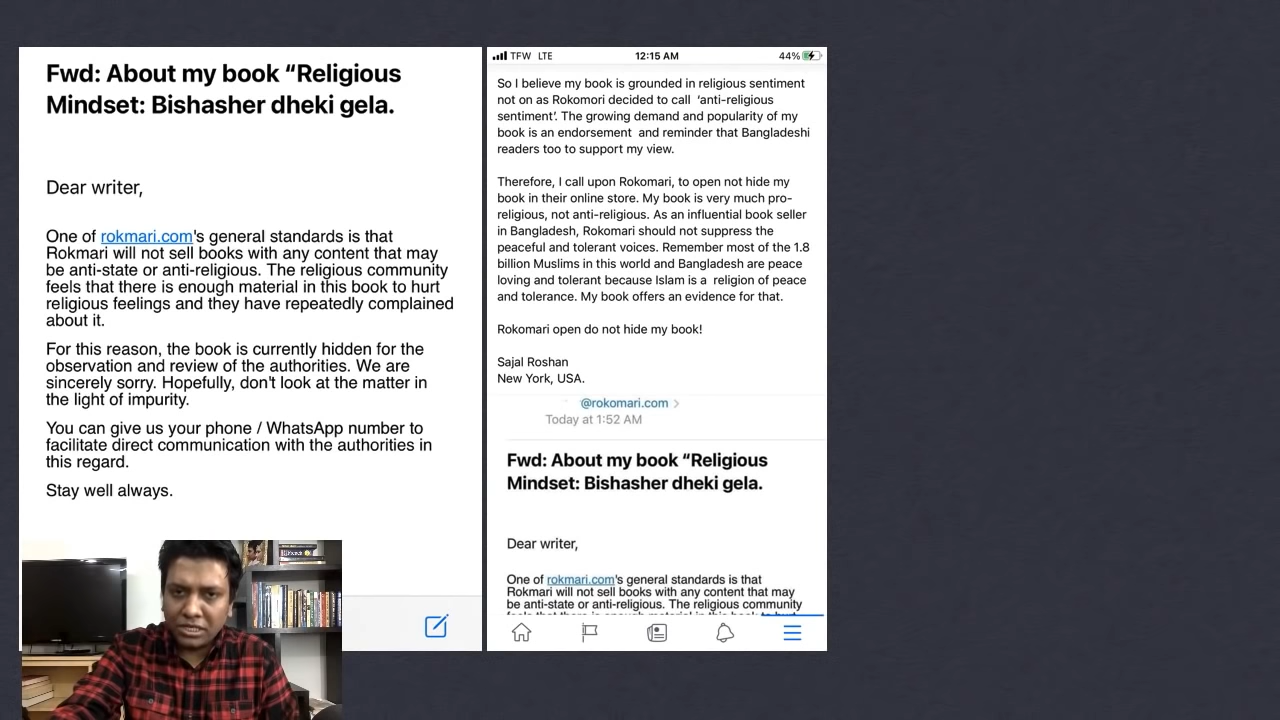 Fwd: About my book “Religious
Mindset: Bishasher dheki gela.
Dear writer,
One of rokmari.com's general standards is that
Rokmari will not sell books with any content that may
be anti-state or anti-religious. The religious community
feels that there is enough material in this book to hurt
religious feelings and they have repeatedly complained
about it.
For this reason, the book is currently hidden for the
observation and review of the authorities. We are
sincerely sorry. Hopefully, don't look at the matter in
the light of impurity.
You can give us your phone / WhatsApp number to
facilitate direct communication with the authorities in
this regard.
Stay well always.
TFW LTE 12:15 AM 44%
So I believe my book is grounded in religious sentiment
not on as Rokomori decided to call ‘anti-religious
sentiment’. The growing demand and popularity of my
book is an endorsement and reminder that Bangladeshi
readers too to support my view.
Therefore, I call upon Rokomari, to open not hide my
book in their online store. My book is very much pro-
religious, not anti-religious. As an influential book seller
in Bangladesh, Rokomari should not suppress the
peaceful and tolerant voices. Remember most of the 1.8
billion Muslims in this world and Bangladesh are peace
loving and tolerant because Islam is a religion of peace
and tolerance. My book offers an evidence for that.
Rokomari open do not hide my book!
Sajal Roshan
New York, USA.
@rokomari.com >
Today at 1:52 AM
Fwd: About my book “Religious
Mindset: Bishasher dheki gela.
Dear writer,
One of rokmari.com's general standards is that
Rokmari will not sell books with any content that may
be anti-state or anti-religious. The religious community
feels that there is enough material in this book to hurt